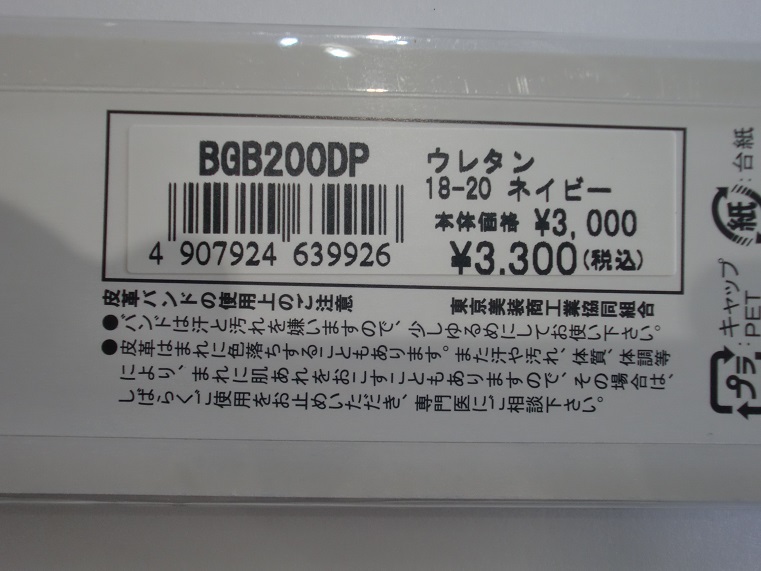 BGB200DP
ウレタン
18-20 ネイビー
本体価格 ¥3,000
¥3,300(税込)
4 907924 639926
皮革バンドの使用上のご注意 東京美装商工業協同組合
●バンドは汗と汚れを嫌いますので、少しゆるめにしてお使い下さい。
●皮革はまれに色落ちすることもあります。また汗や汚れ、体質、体調等
により、まれに肌あれをおこすこともありますので、その場合は、
しばらくご使用をお止めいただき、専門医にご相談下さい。
紙
:台紙
プラ
:キャップ
:PET